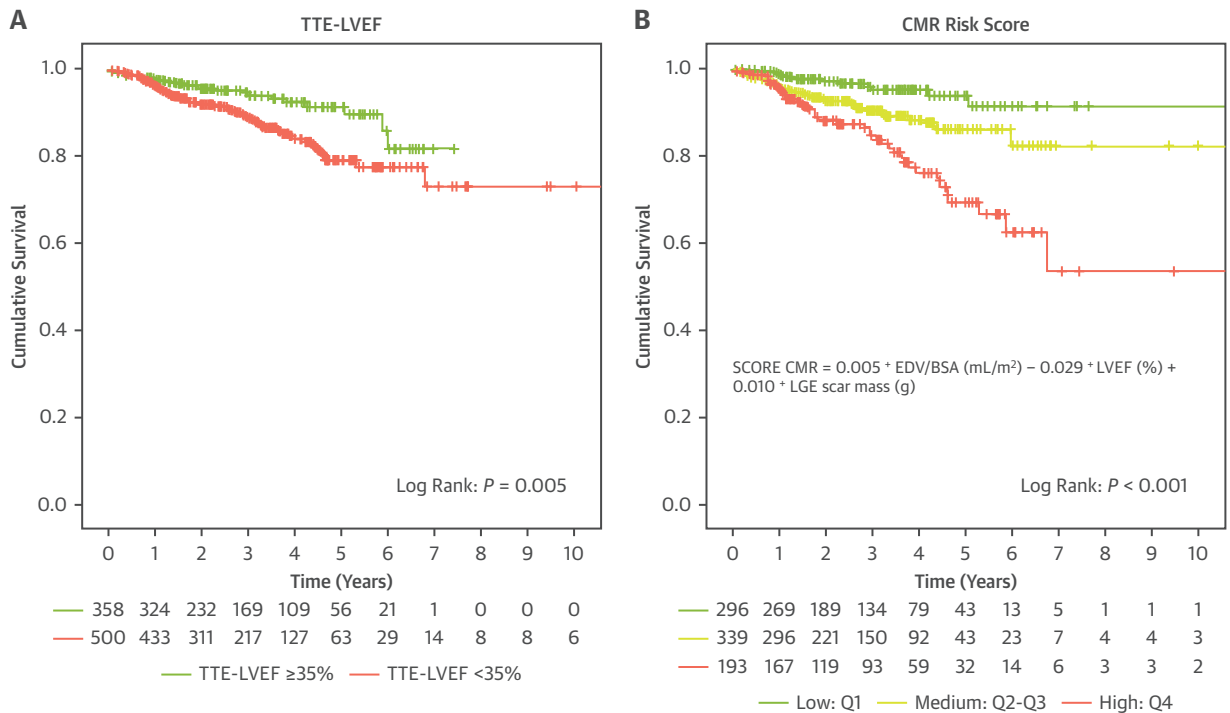 A
TTE-LVEF
Cumulative Survival
1.0
0.8
0.6
0.4
0.2
0.0
Log Rank: P = 0.005
0 1 2 3 4 5 6 7 8 9 10
Time (Years)
358 324 232 169 109 56 21 1 0 0 0
500 433 311 217 127 63 29 14 8 8 6
TTE-LVEF ≥35% TTE-LVEF <35%
B
CMR Risk Score
Cumulative Survival
1.0
0.8
0.6
0.4
0.2
0.0
SCORE CMR = 0.005 + EDV/BSA (mL/m²) – 0.029 + LVEF (%) +
0.010 + LGE scar mass (g)
Log Rank: P < 0.001
0 1 2 3 4 5 6 7 8 9 10
Time (Years)
296 269 189 134 79 43 13 5 1 1 1
339 296 221 150 92 43 23 7 4 4 3
193 167 119 93 59 32 14 6 3 3 2
Low: Q1 Medium: Q2-Q3 High: Q4